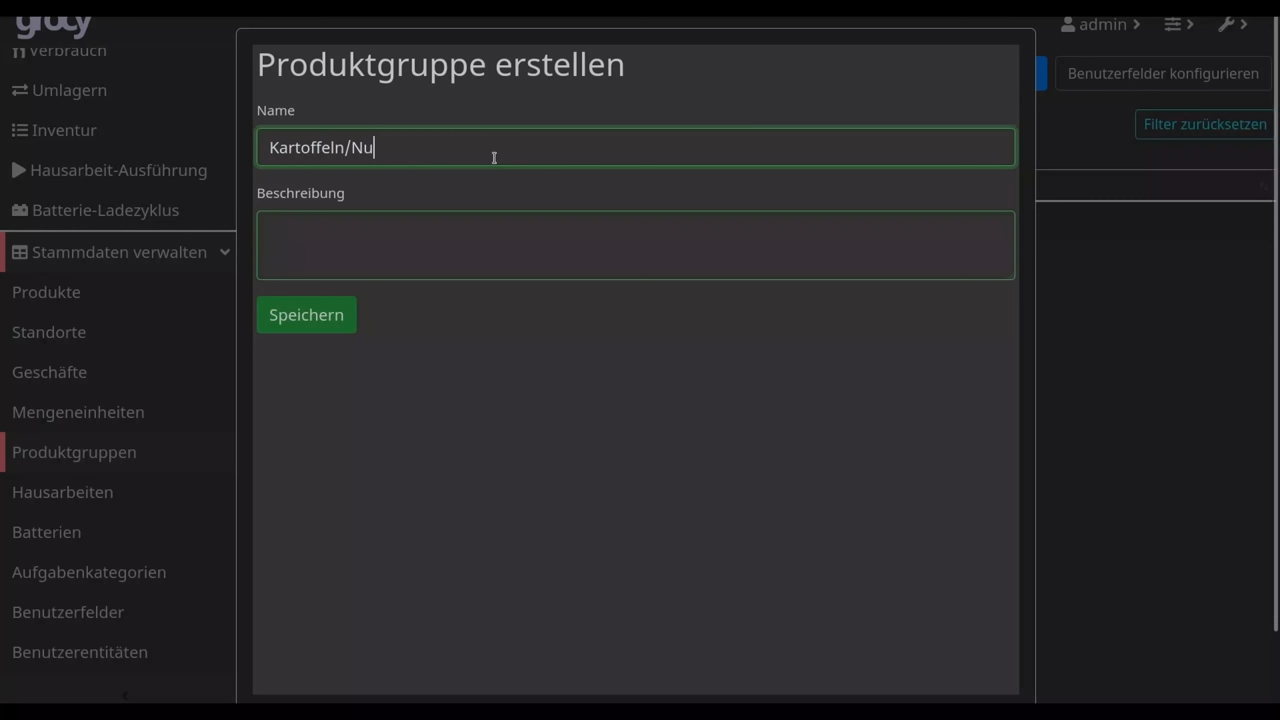 grocy
admin
Verbrauch
Umlagern
Inventur
Hausarbeit-Ausführung
Batterie-Ladezyklus
Stammdaten verwalten
Produkte
Standorte
Geschäfte
Mengeneinheiten
Produktgruppen
Hausarbeiten
Batterien
Aufgabenkategorien
Benutzerfelder
Benutzerentitäten
Produktgruppe erstellen
Name
Kartoffeln/Nu
Beschreibung
Speichern
Benutzerfelder konfigurieren
Filter zurücksetzen